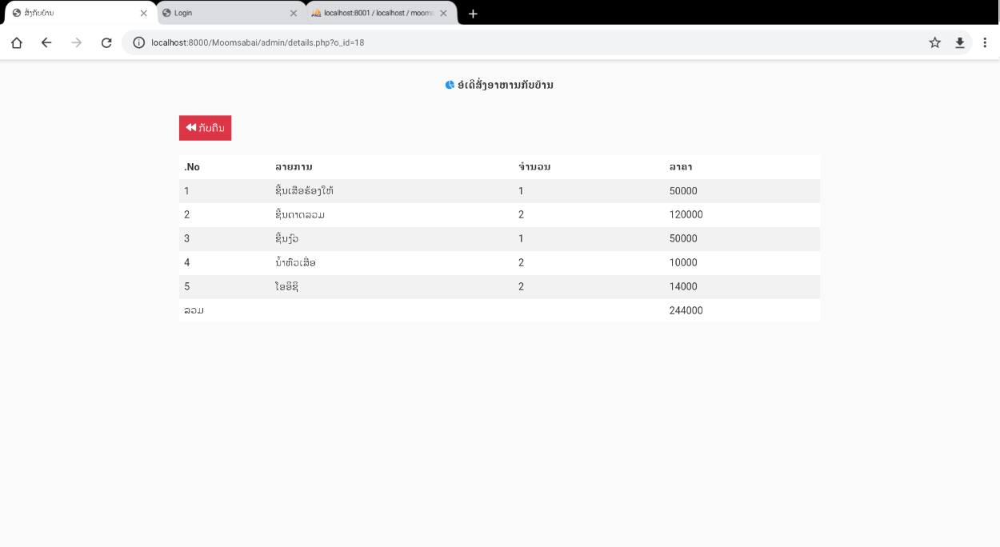 ສັ່ງກັບບ້ານ
Login
localhost:8001 / localhost / mooms
localhost:8000/Moomsabai/admin/details.php?o_id=18
ອໍເດີສັ່ງອາຫານກັບບ້ານ
ກັບຄືນ
.No ລາຍການ ຈຳນວນ ລາຄາ
1 ຊີ້ນເສືອຮ້ອງໃຫ້ 1 50000
2 ຊີ້ນດາດລວມ 2 120000
3 ຊີ້ນງົວ 1 50000
4 ນ້ຳຫົວເສື່ອ 2 10000
5 ໂອອີຊິ 2 14000
ລວມ 244000